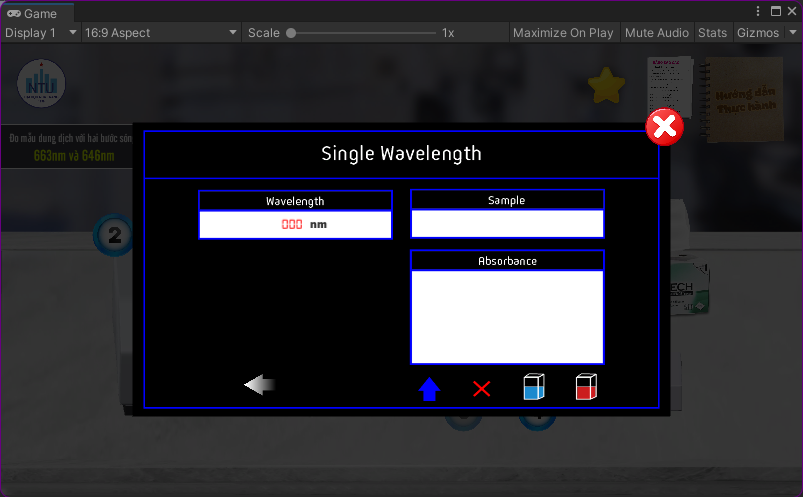 Game
Display 1 16:9 Aspect Scale 1x Maximize On Play Mute Audio Stats Gizmos
NTU
Hướng dẫn
Thực hành
Đo mẫu dung dịch với hai bước sóng
663nm và 646nm
Single Wavelength
Wavelength
000 nm
Sample
Absorbance
2
TECH